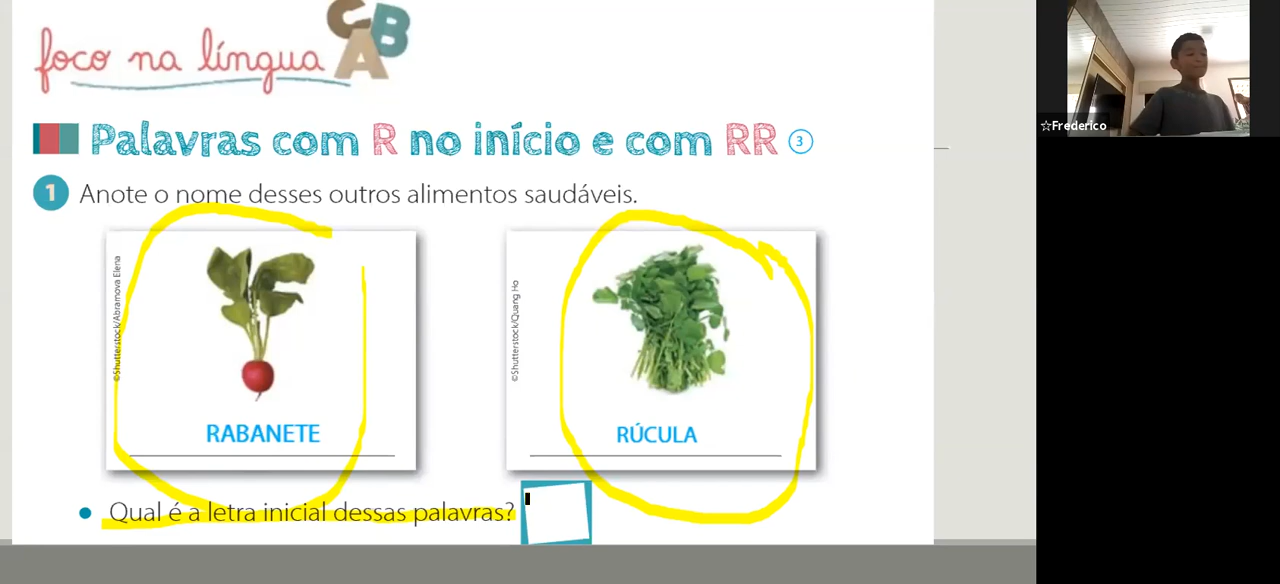 foco na língua
CBA
Palavras com R no início e com RR 3
1 Anote o nome desses outros alimentos saudáveis.
©Shutterstock/Abramova Elena
RABANETE
©Shutterstock/Quang Ho
RÚCULA
• Qual é a letra inicial dessas palavras?
☆Frederico